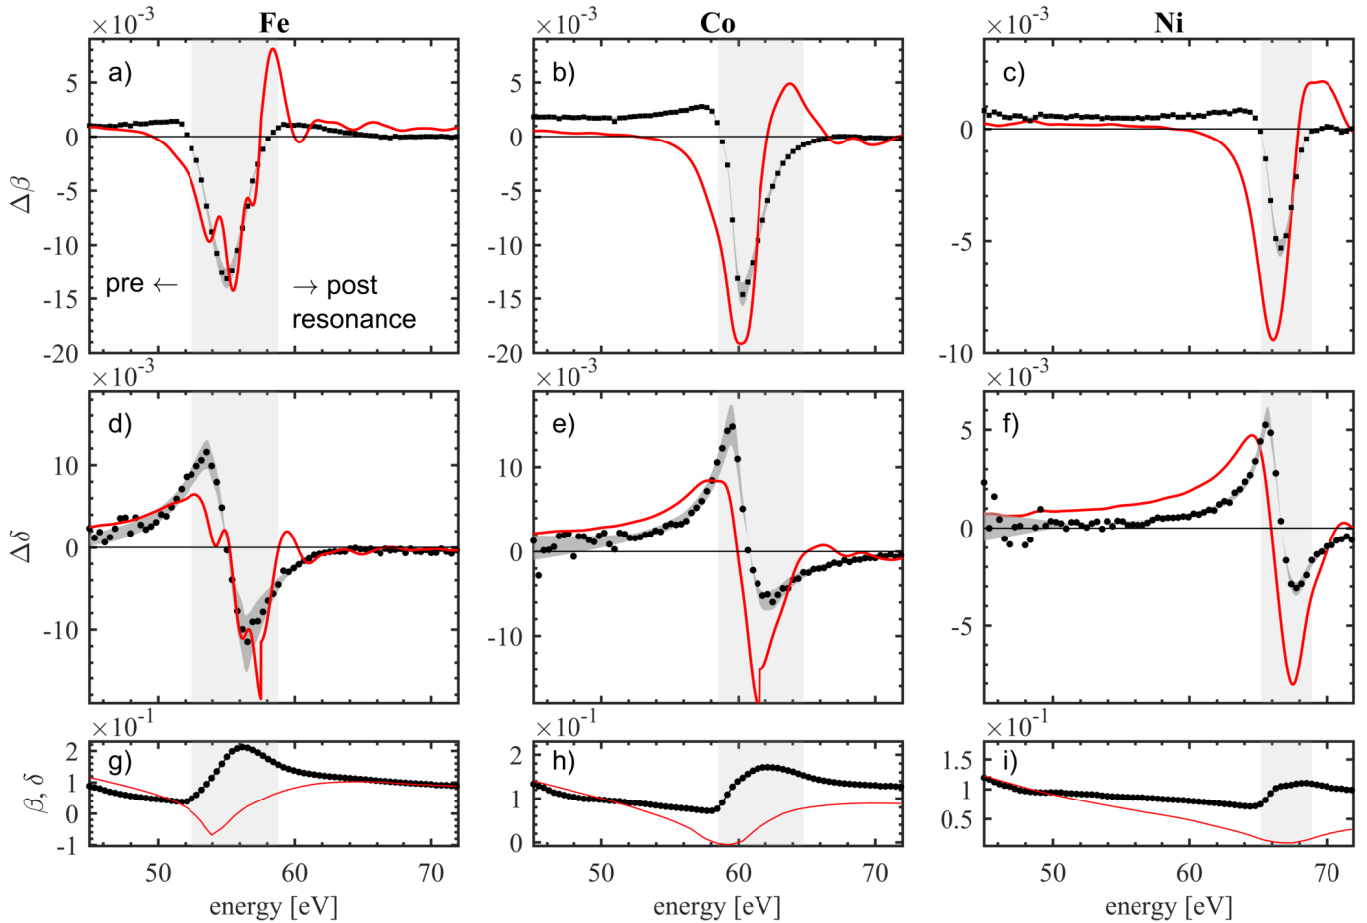 Fe
Co
Ni
×10⁻³
×10⁻³
×10⁻³
a)
b)
c)
5
0
-5
-10
-15
-20
5
0
-5
-10
-15
-20
5
0
-5
-10
Δβ
pre ←
→ post
resonance
×10⁻³
×10⁻³
×10⁻³
d)
e)
f)
10
0
-10
10
0
-10
5
0
-5
Δδ
×10⁻¹
×10⁻¹
×10⁻¹
g)
h)
i)
2
1
0
-1
2
1
0
1.5
1
0.5
β, δ
50 60 70
50 60 70
50 60 70
energy [eV]
energy [eV]
energy [eV]